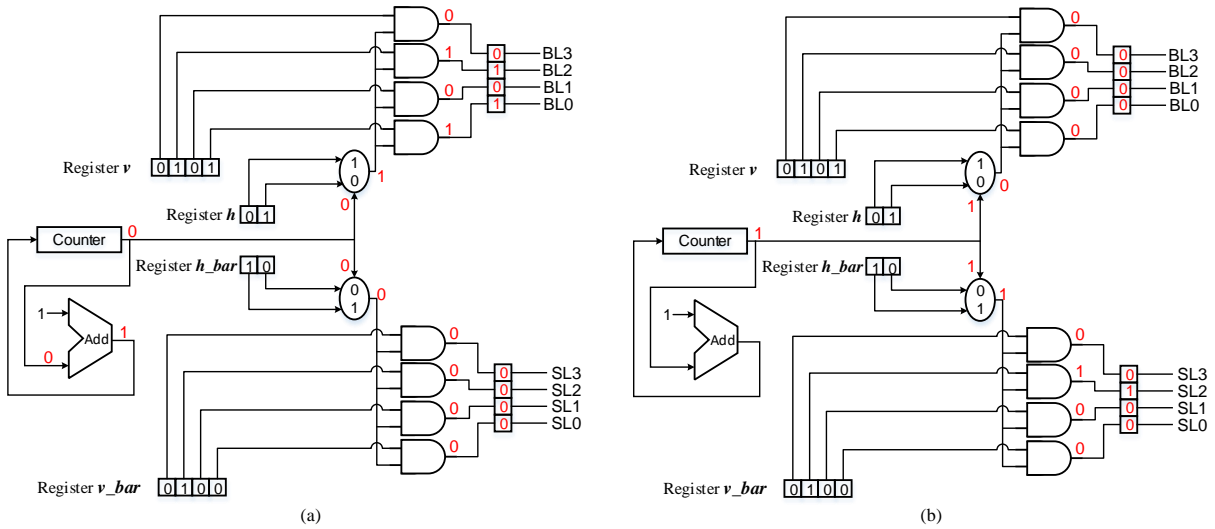 0
0 BL3
1
1 BL2
0
0 BL1
1
1 BL0
Register v 0 1 0 1
1
0
1
Register h 0 1
0
Counter 0
0
Register h_bar 1 0
0
1
0
1
Add
1
0
0
0 SL3
0
0 SL2
0
0 SL1
0
0 SL0
Register v_bar 0 1 0 0
(a)
0
0 BL3
0
0 BL2
0
0 BL1
0
0 BL0
Register v 0 1 0 1
1
0
0
Register h 0 1
1
Counter 1
1
Register h_bar 1 0
0
1
1
1
Add
0
0 SL3
1
1 SL2
0
0 SL1
0
0 SL0
Register v_bar 0 1 0 0
(b)